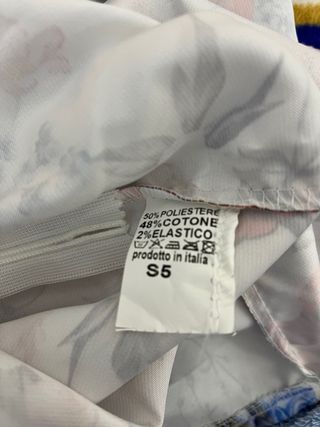 50% POLIESTERE
48% COTONE
2% ELASTICO
prodotto in italia
S5